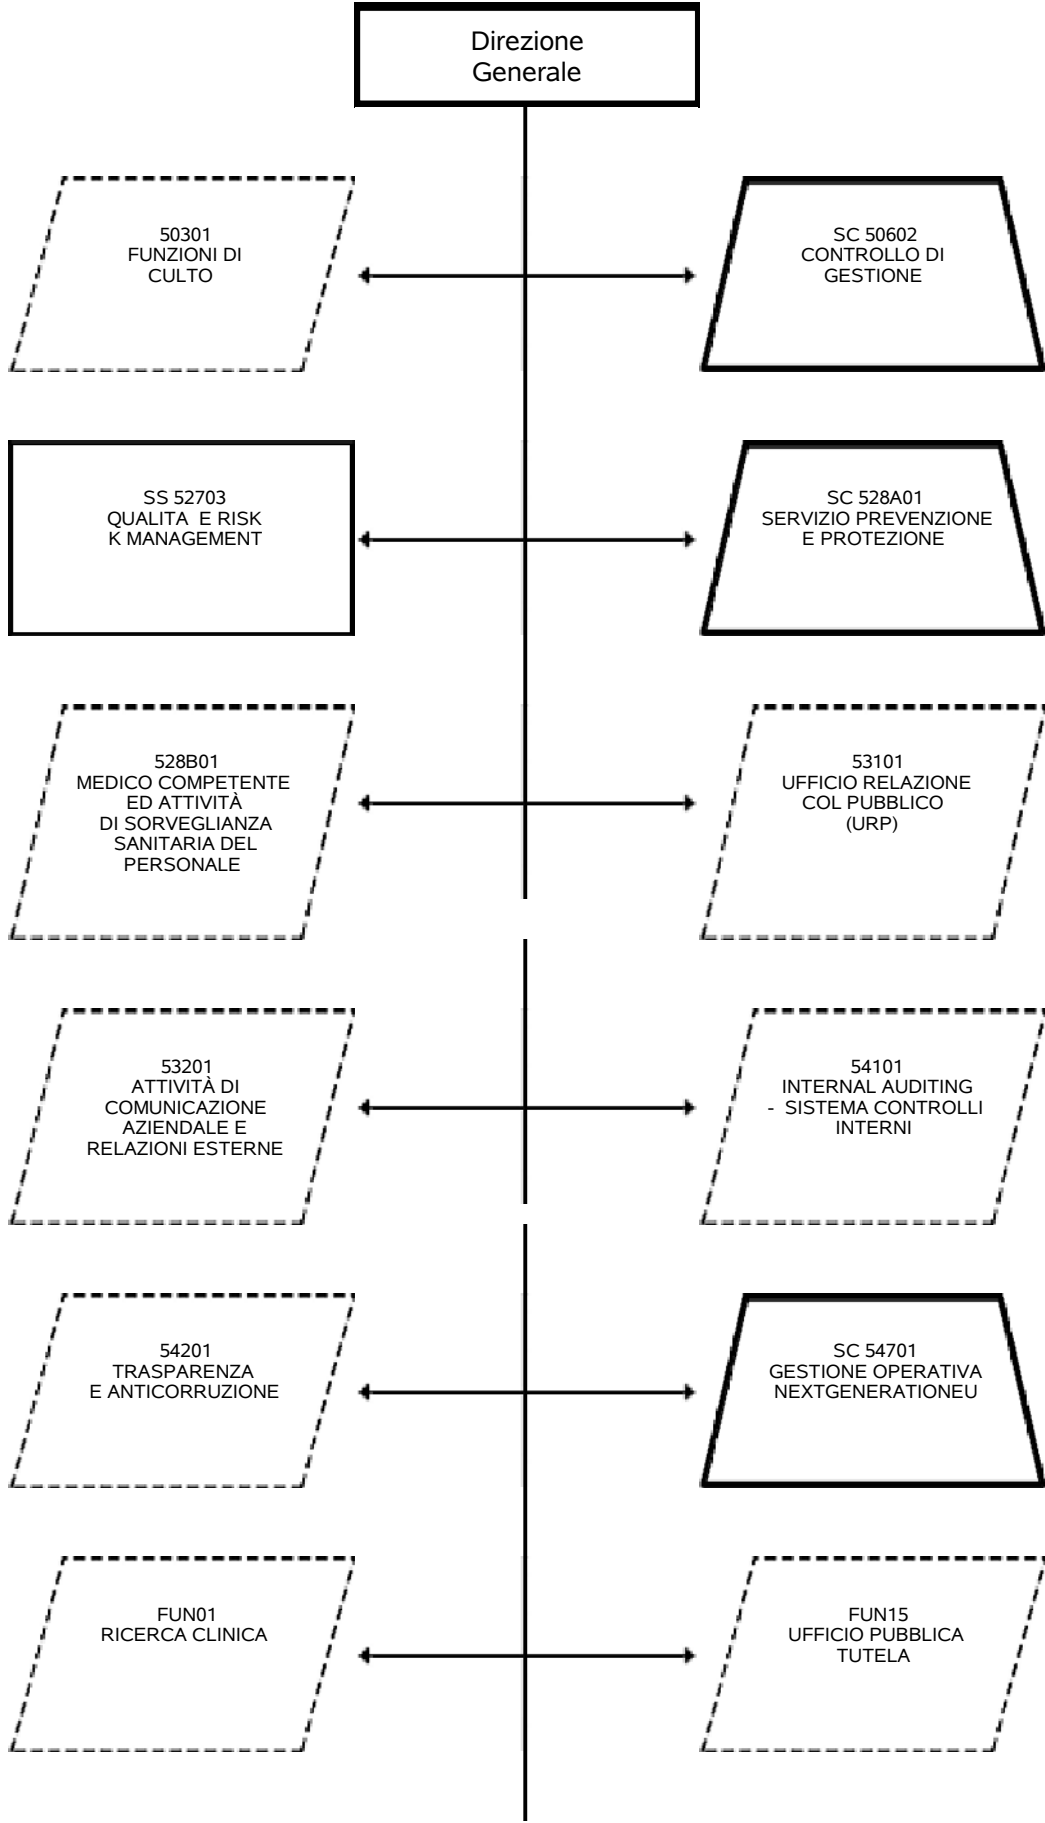 Direzione
Generale
50301
FUNZIONI DI
CULTO
SC 50602
CONTROLLO DI
GESTIONE
SS 52703
QUALITA  E RISK
K MANAGEMENT
SC 528A01
SERVIZIO PREVENZIONE
E PROTEZIONE
528B01
MEDICO COMPETENTE
ED ATTIVITÀ
DI SORVEGLIANZA
SANITARIA DEL
PERSONALE
53101
UFFICIO RELAZIONE
COL PUBBLICO
(URP)
53201
ATTIVITÀ DI
COMUNICAZIONE
AZIENDALE E
RELAZIONI ESTERNE
54101
INTERNAL AUDITING
-  SISTEMA CONTROLLI
INTERNI
54201
TRASPARENZA
E ANTICORRUZIONE
SC 54701
GESTIONE OPERATIVA
NEXTGENERATIONEU
FUN01
RICERCA CLINICA
FUN15
UFFICIO PUBBLICA
TUTELA